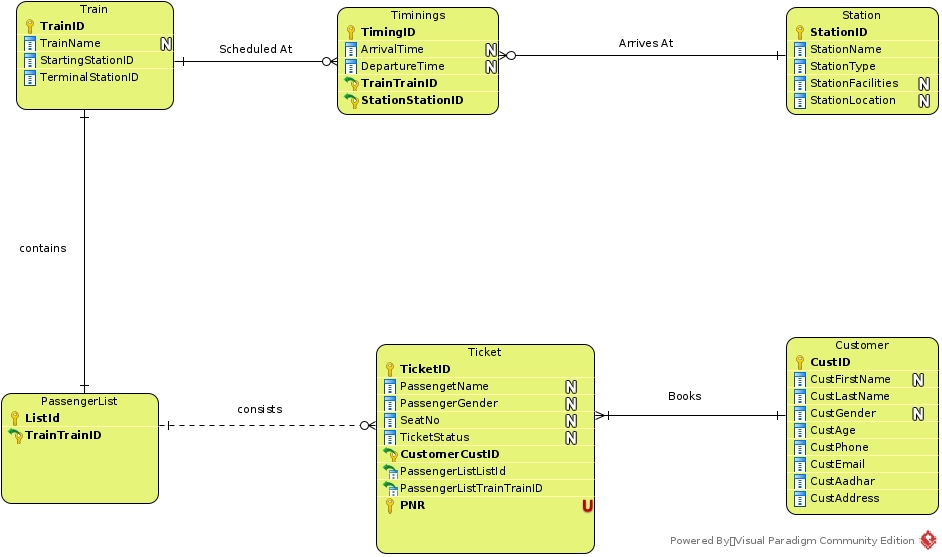 Train
TrainID
TrainName N
StartingStationID
TerminalStationID
Scheduled At
Timinings
TimingID
ArrivalTime N
DepartureTime N
TrainTrainID
StationStationID
Arrives At
Station
StationID
StationName
StationType
StationFacilities N
StationLocation N
contains
PassengerList
ListId
TrainTrainID
consists
Ticket
TicketID
PassengetName N
PassengerGender N
SeatNo N
TicketStatus N
CustomerCustID
PassengerListListId
PassengerListTrainTrainID
PNR U
Books
Customer
CustID
CustFirstName N
CustLastName
CustGender N
CustAge
CustPhone
CustEmail
CustAadhar
CustAddress
Powered By▯Visual Paradigm Community Edition